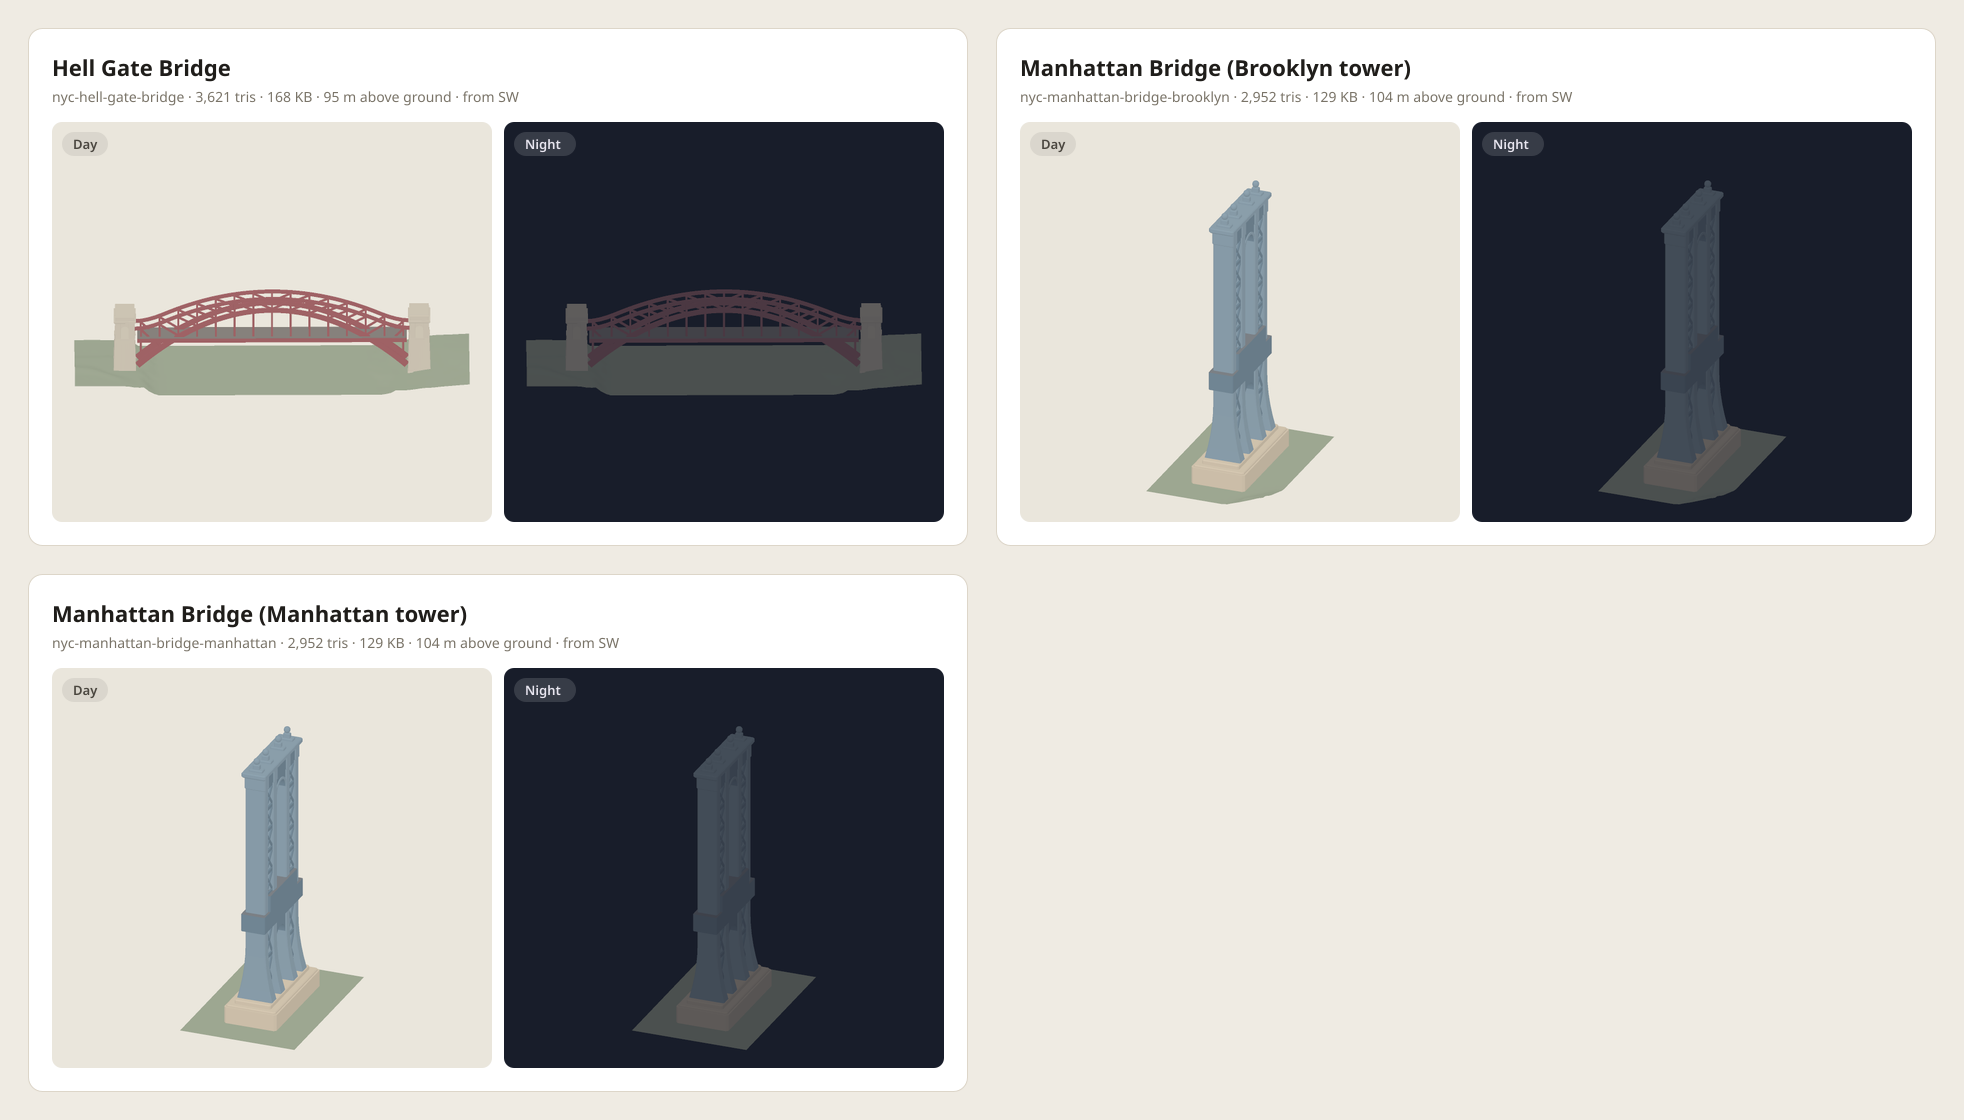 Hell Gate Bridge
nyc-hell-gate-bridge · 3,621 tris · 168 KB · 95 m above ground · from SW
Day
Night
Manhattan Bridge (Brooklyn tower)
nyc-manhattan-bridge-brooklyn · 2,952 tris · 129 KB · 104 m above ground · from SW
Day
Night
Manhattan Bridge (Manhattan tower)
nyc-manhattan-bridge-manhattan · 2,952 tris · 129 KB · 104 m above ground · from SW
Day
Night